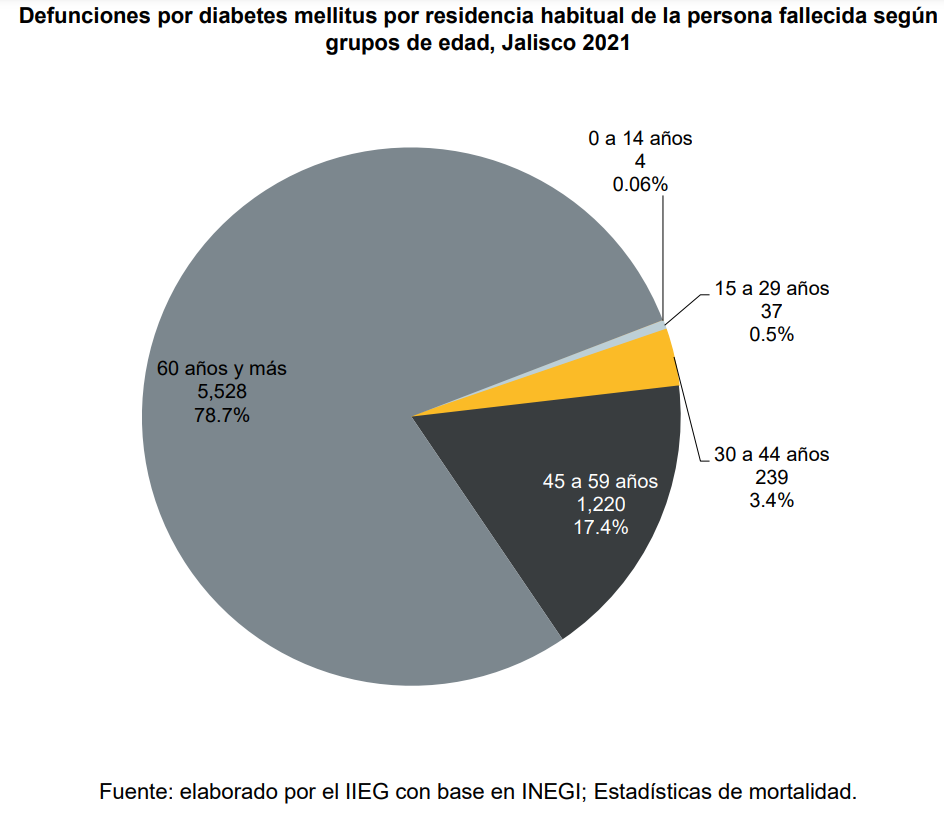 Defunciones por diabetes mellitus por residencia habitual de la persona fallecida según
grupos de edad, Jalisco 2021
0 a 14 años
4
0.06%
15 a 29 años
37
0.5%
60 años y más
5,528
78.7%
30 a 44 años
239
3.4%
45 a 59 años
1,220
17.4%
Fuente: elaborado por el IIEG con base en INEGI; Estadísticas de mortalidad.